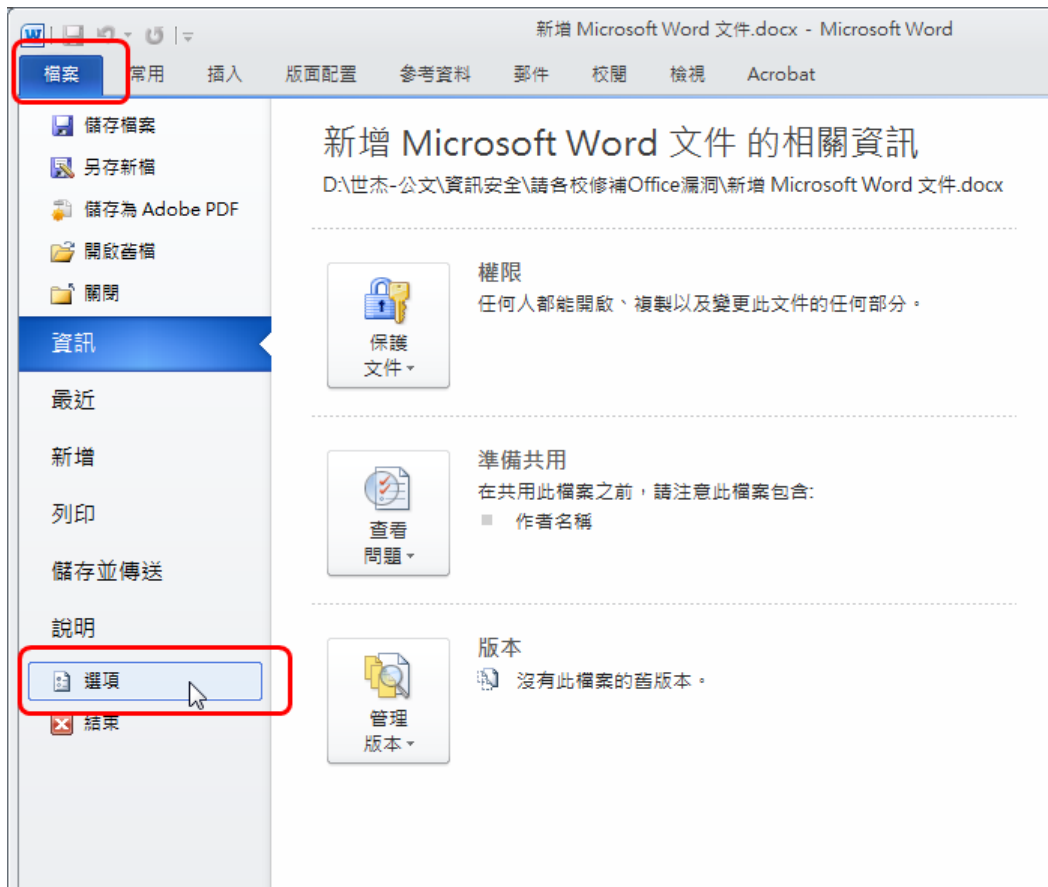 新增 Microsoft Word 文件.docx - Microsoft Word
檔案 常用 插入 版面配置 參考資料 郵件 校閱 檢視 Acrobat
儲存檔案
另存新檔
儲存為 Adobe PDF
開啟舊檔
關閉
資訊
最近
新增
列印
儲存並傳送
說明
選項
結束
新增 Microsoft Word 文件 的相關資訊
D:\世杰-公文\資訊安全\請各校修補Office漏洞\新增 Microsoft Word 文件.docx
保護
文件
權限
任何人都能開啟、複製以及變更此文件的任何部分。
查看
問題
準備共用
在共用此檔案之前，請注意此檔案包含:
作者名稱
管理
版本
版本
沒有此檔案的舊版本。